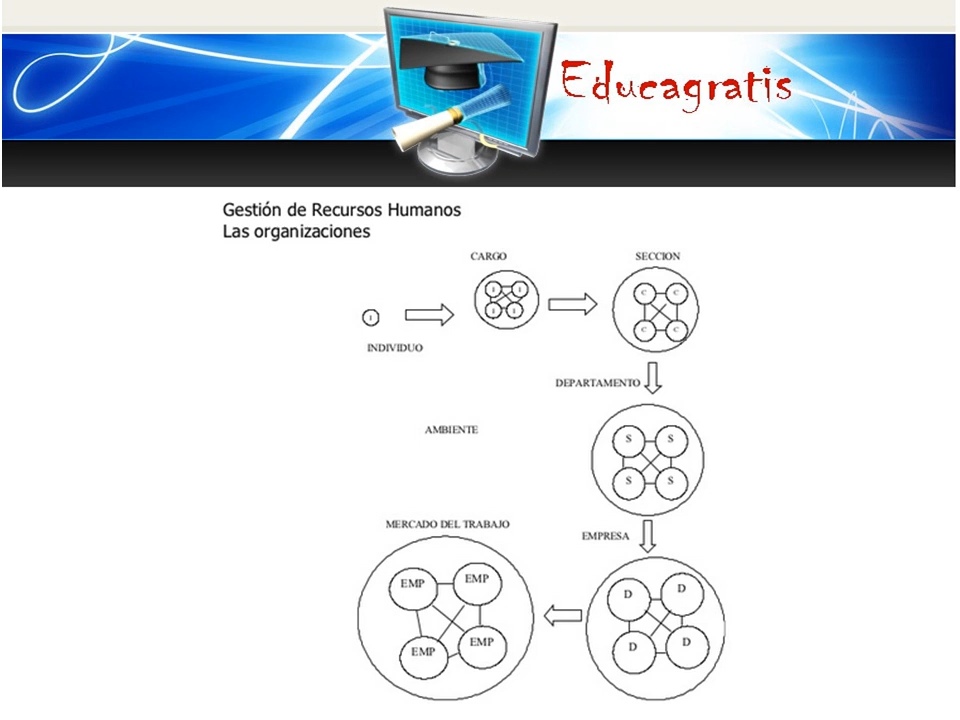 Educagratis
Gestión de Recursos Humanos
Las organizaciones
CARGO
SECCION
I I
I I
C C
C C
I
INDIVIDUO
DEPARTAMENTO
AMBIENTE
S S
S S
MERCADO DEL TRABAJO
EMPRESA
EMP EMP
EMP EMP
D D
D D